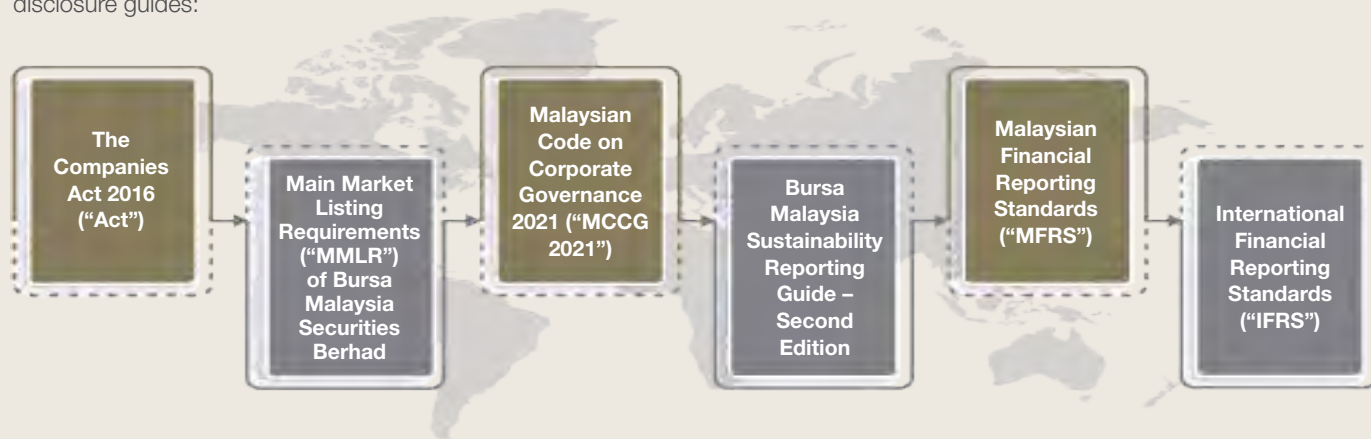 disclosure guides:
The
Companies
Act 2016
(“Act”)
Main Market
Listing
Requirements
(“MMLR”)
of Bursa
Malaysia
Securities
Berhad
Malaysian
Code on
Corporate
Governance
2021 (“MCCG
2021”)
Bursa
Malaysia
Sustainability
Reporting
Guide –
Second
Edition
Malaysian
Financial
Reporting
Standards
(“MFRS”)
International
Financial
Reporting
Standards
(“IFRS”)